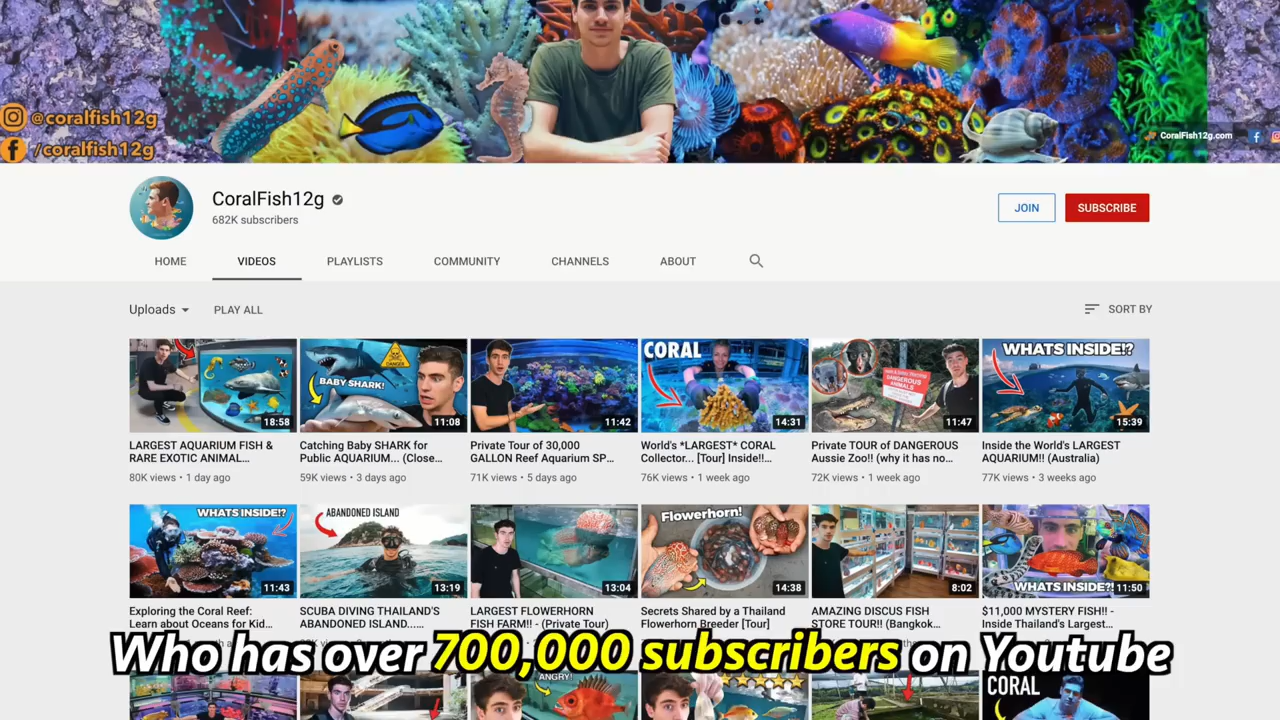 @coralfish12g
/coralfish12g
CoralFish12g.com
CoralFish12g
682K subscribers
JOIN
SUBSCRIBE
HOME
VIDEOS
PLAYLISTS
COMMUNITY
CHANNELS
ABOUT
Uploads
PLAY ALL
SORT BY
18:58
DANGER
BABY SHARK!
11:08
11:42
CORAL
14:31
DANGEROUS
ANIMALS
11:47
WHATS INSIDE!?
15:39
LARGEST AQUARIUM FISH &
RARE EXOTIC ANIMAL...
80K views • 1 day ago
Catching Baby SHARK for
Public AQUARIUM... (Close...
59K views • 3 days ago
Private Tour of 30,000
GALLON Reef Aquarium SP...
71K views • 5 days ago
World's *LARGEST* CORAL
Collector... [Tour] Inside!!...
76K views • 1 week ago
Private TOUR of DANGEROUS
Aussie Zoo!! (why it has no...
72K views • 1 week ago
Inside the World's LARGEST
AQUARIUM!! (Australia)
77K views • 3 weeks ago
WHATS INSIDE!?
11:43
ABANDONED ISLAND
13:19
13:04
Flowerhorn!
14:38
8:02
WHATS INSIDE?!
11:50
Exploring the Coral Reef:
Learn about Oceans for Kid...
SCUBA DIVING THAILAND'S
ABANDONED ISLAND....
LARGEST FLOWERHORN
FISH FARM!! - (Private Tour)
Secrets Shared by a Thailand
Flowerhorn Breeder [Tour]
AMAZING DISCUS FISH
STORE TOUR!! (Bangkok...
$11,000 MYSTERY FISH!! -
Inside Thailand's Largest...
Who has over 700,000 subscribers on Youtube
ANGRY!
CORAL